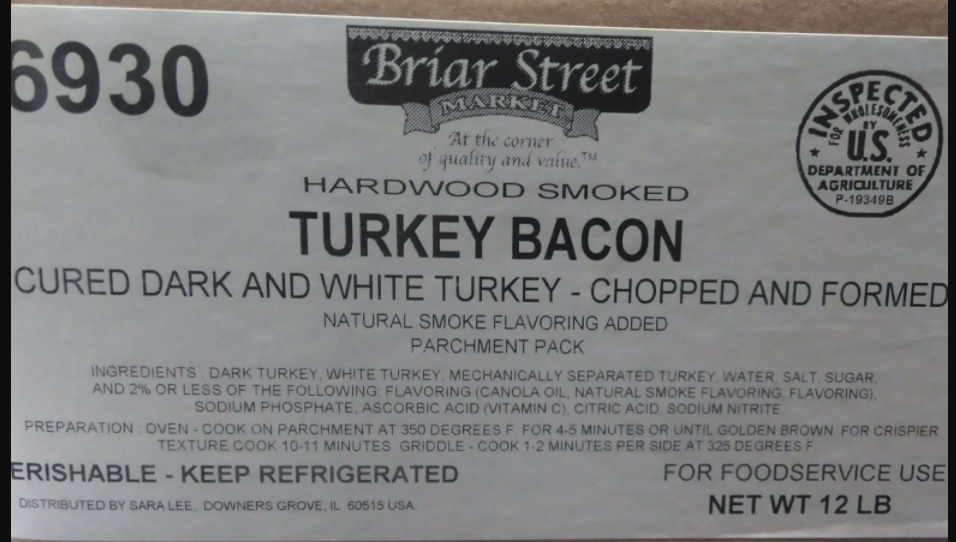 6930
Briar Street
MARKET
At the corner
of quality and value.™
INSPECTED
FOR WHOLESOMENESS
BY
U.S.
DEPARTMENT OF
AGRICULTURE
P-19349B
HARDWOOD SMOKED
TURKEY BACON
CURED DARK AND WHITE TURKEY - CHOPPED AND FORMED
NATURAL SMOKE FLAVORING ADDED
PARCHMENT PACK
INGREDIENTS : DARK TURKEY, WHITE TURKEY, MECHANICALLY SEPARATED TURKEY, WATER, SALT, SUGAR,
AND 2% OR LESS OF THE FOLLOWING: FLAVORING (CANOLA OIL, NATURAL SMOKE FLAVORING, FLAVORING),
SODIUM PHOSPHATE, ASCORBIC ACID (VITAMIN C), CITRIC ACID, SODIUM NITRITE
PREPARATION : OVEN - COOK ON PARCHMENT AT 350 DEGREES F FOR 4-5 MINUTES OR UNTIL GOLDEN BROWN. FOR CRISPIER
TEXTURE COOK 10-11 MINUTES. GRIDDLE - COOK 1-2 MINUTES PER SIDE AT 325 DEGREES F.
ERISHABLE - KEEP REFRIGERATED
FOR FOODSERVICE USE
DISTRIBUTED BY SARA LEE, DOWNERS GROVE, IL 60515 USA.
NET WT 12 LB